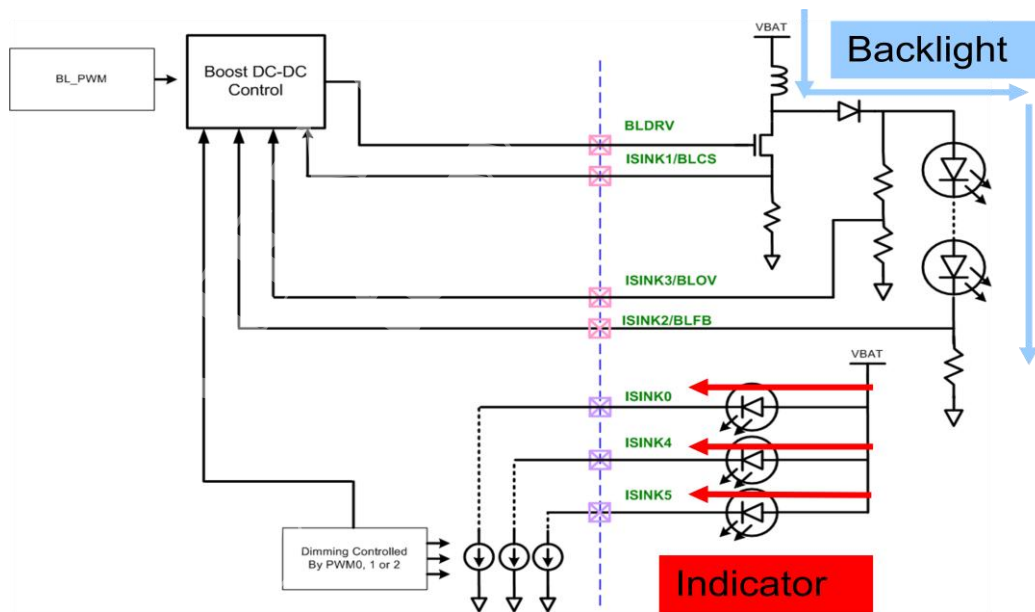 VBAT
Backlight
BL_PWM
Boost DC-DC
Control
BLDRV
ISINK1/BLCS
ISINK3/BLOV
ISINK2/BLFB
VBAT
ISINK0
ISINK4
ISINK5
Dimming Controlled
By PWM0, 1 or 2
Indicator